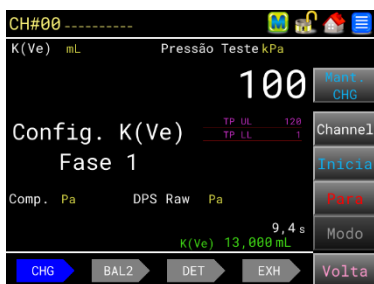 CH#00 ----------
M
K(Ve) mL Pressão Teste kPa
100
Mant. CHG
TP UL 120
TP LL 1
Config. K(Ve)
Fase 1
Channel
Inicia
Comp. Pa DPS Raw Pa
Para
9,4 s
K(Ve) 13,000 mL
Modo
CHG BAL2 DET EXH
Volta